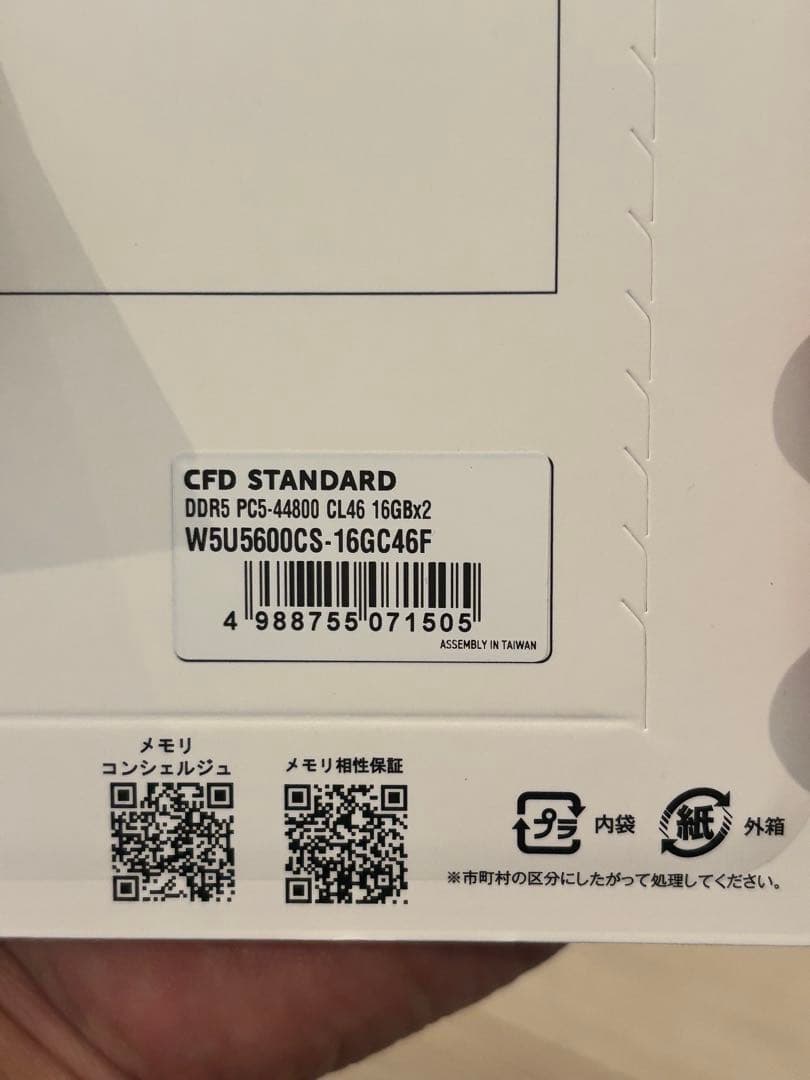 CFD STANDARD
DDR5 PC5-44800 CL46 16GBx2
W5U5600CS-16GC46F
4 988755 071505
ASSEMBLY IN TAIWAN
メモリ
コンシェルジュ
メモリ相性保証
プラ 内袋
紙 外箱
※市町村の区分にしたがって処理してください。